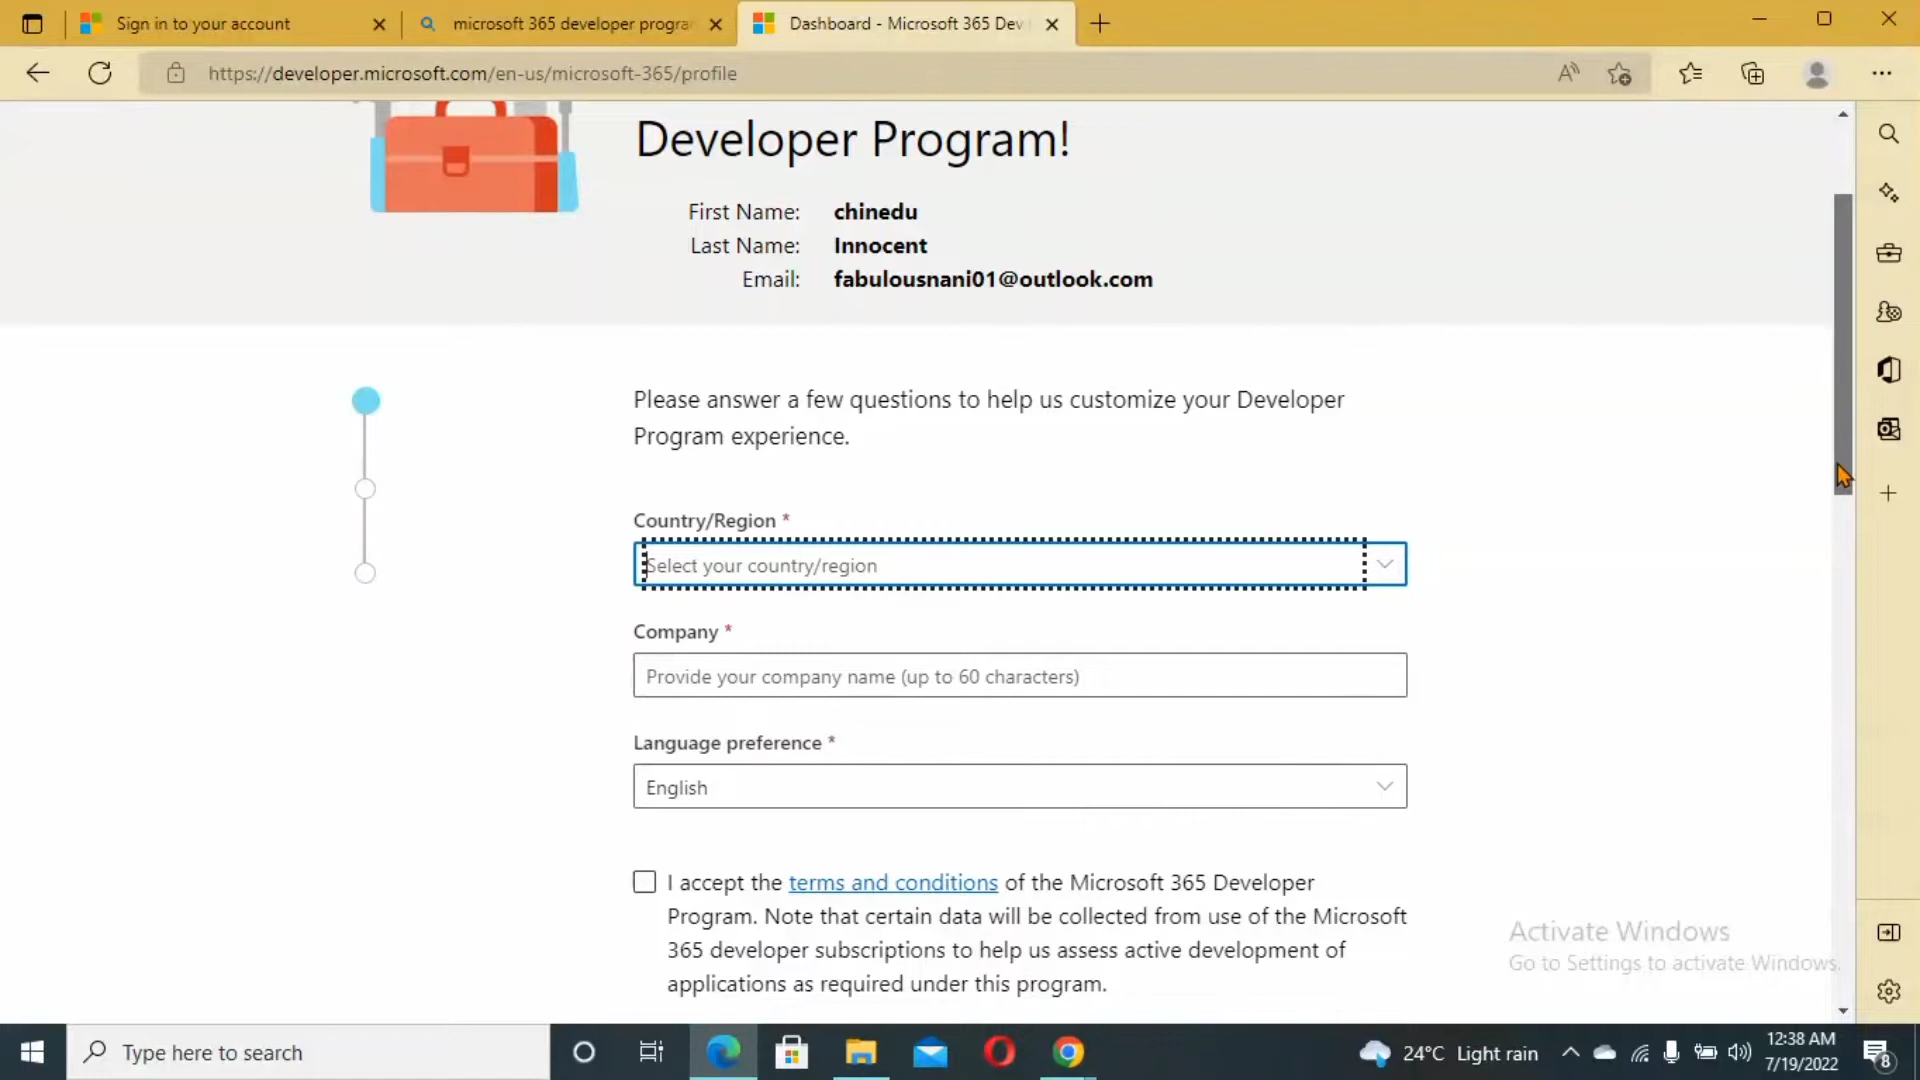 Sign in to your account
microsoft 365 developer progra
Dashboard - Microsoft 365 Dev
https://developer.microsoft.com/en-us/microsoft-365/profile
Developer Program!
First Name: chinedu
Last Name: Innocent
Email: fabulousnani01@outlook.com
Please answer a few questions to help us customize your Developer
Program experience.
Country/Region *
Select your country/region
Company *
Provide your company name (up to 60 characters)
Language preference *
English
I accept the terms and conditions of the Microsoft 365 Developer
Program. Note that certain data will be collected from use of the Microsoft
365 developer subscriptions to help us assess active development of
applications as required under this program.
Activate Windows
Go to Settings to activate Windows.
Type here to search
24°C Light rain
12:38 AM
7/19/2022
8